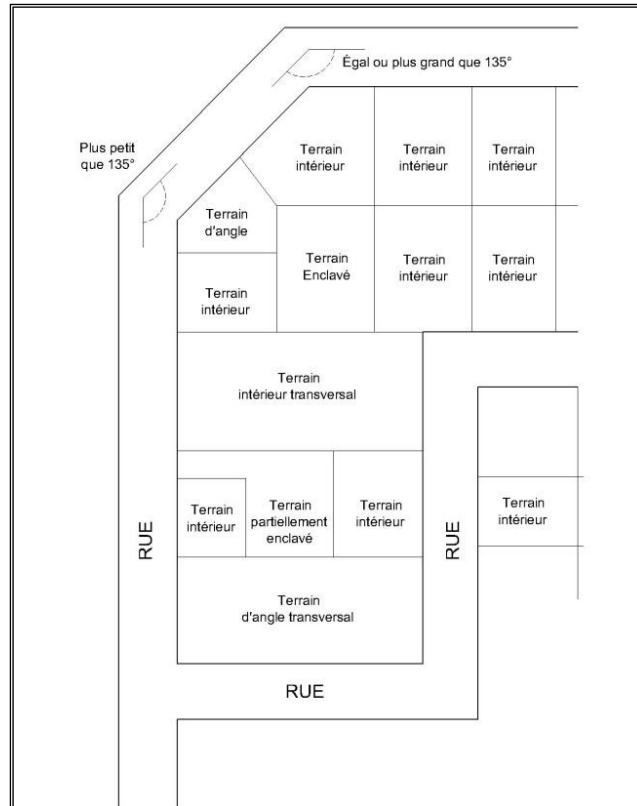 Égal ou plus grand que 135°
Plus petit
que 135°
Terrain
intérieur
Terrain
intérieur
Terrain
intérieur
Terrain
d'angle
Terrain
Enclavé
Terrain
intérieur
Terrain
intérieur
Terrain
intérieur
Terrain
intérieur transversal
Terrain
intérieur
Terrain
partiellement
enclavé
Terrain
intérieur
Terrain
intérieur
RUE
RUE
Terrain
d'angle transversal
RUE